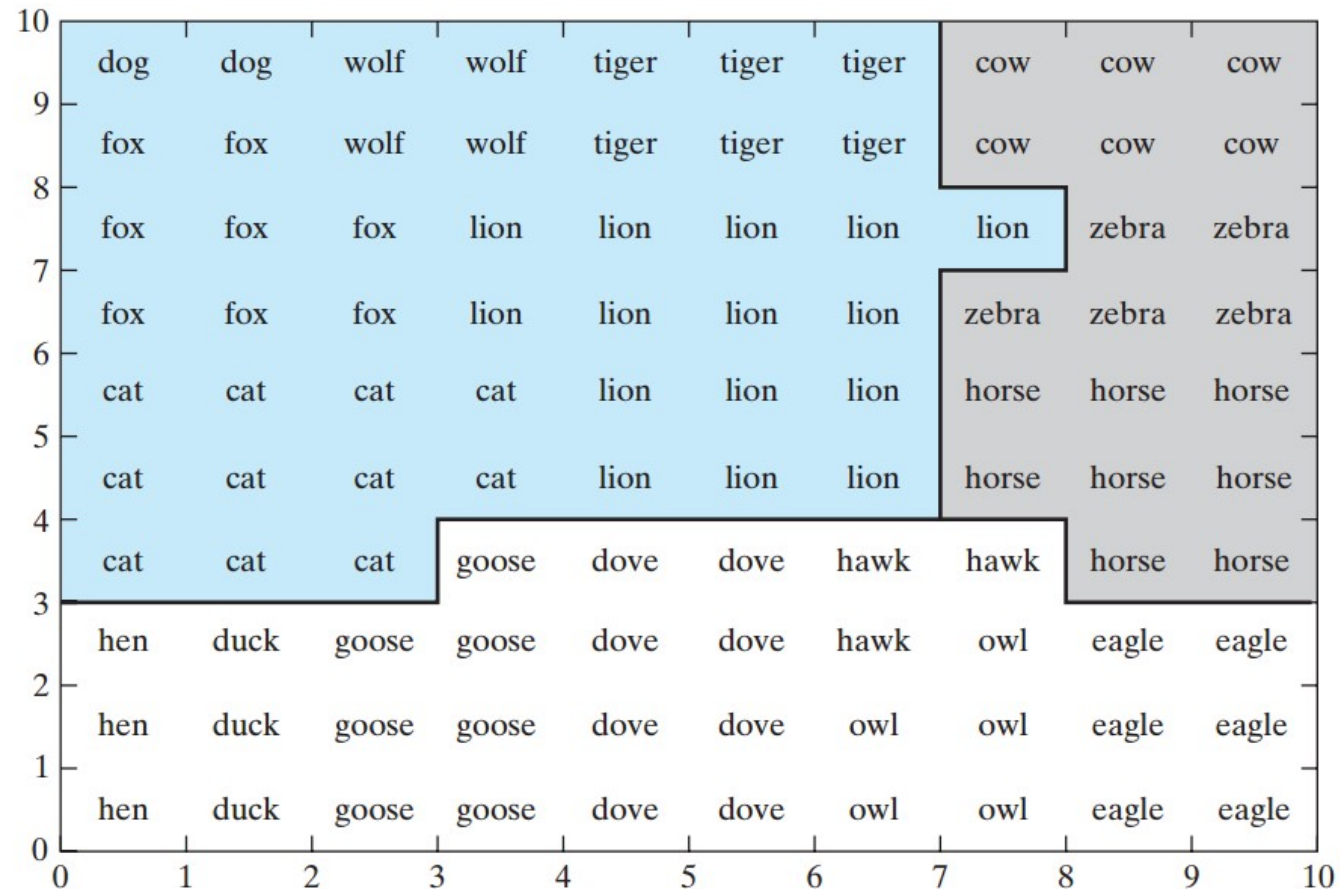 10
dog dog wolf wolf tiger tiger tiger cow cow cow
9
fox fox wolf wolf tiger tiger tiger cow cow cow
8
fox fox fox lion lion lion lion lion zebra zebra
7
fox fox fox lion lion lion lion zebra zebra zebra
6
cat cat cat cat lion lion lion horse horse horse
5
cat cat cat cat lion lion lion horse horse horse
4
cat cat cat goose dove dove hawk hawk horse horse
3
hen duck goose goose dove dove hawk owl eagle eagle
2
hen duck goose goose dove dove owl owl eagle eagle
1
hen duck goose goose dove dove owl owl eagle eagle
0
0 1 2 3 4 5 6 7 8 9 10